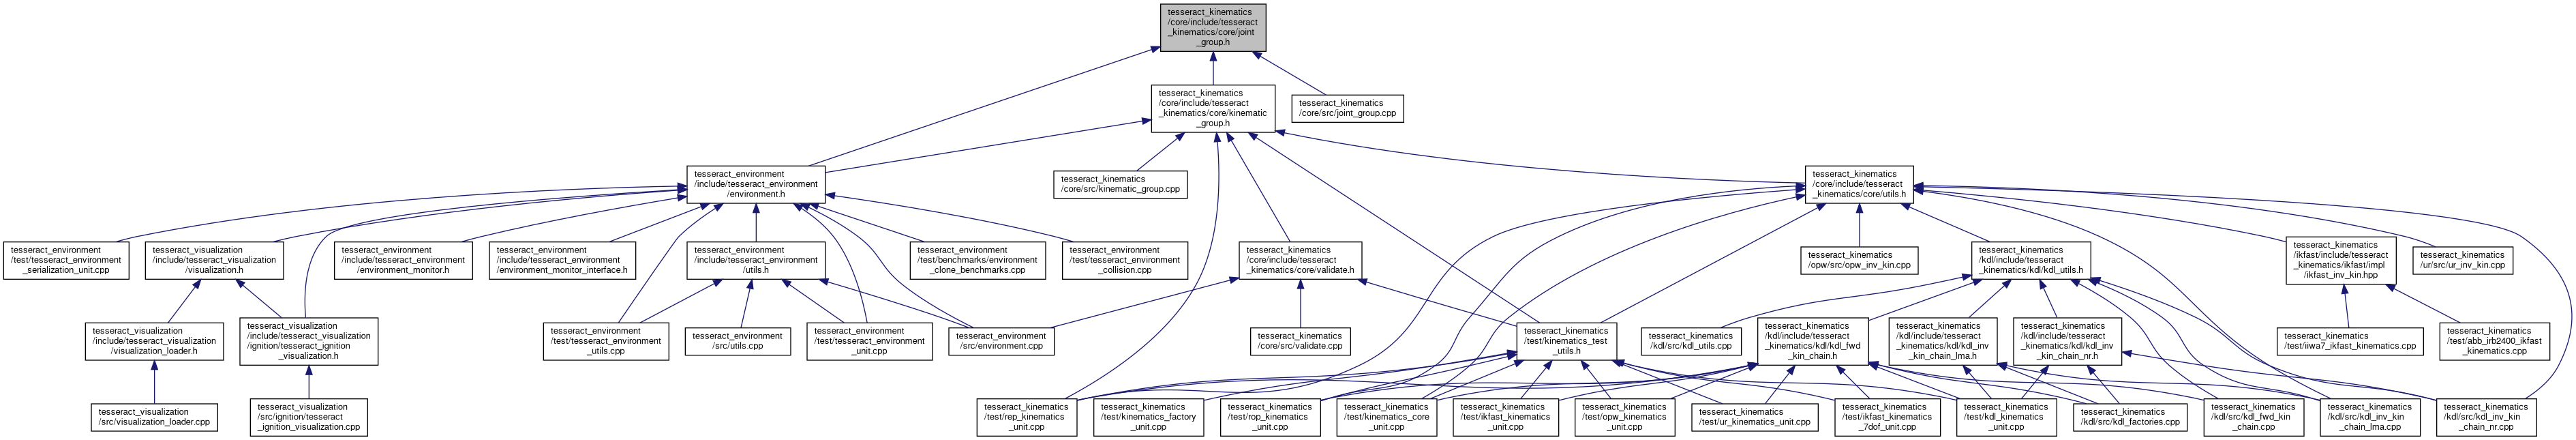 tesseract_kinematics
/core/include/tesseract
_kinematics/core/joint
_group.h
tesseract_kinematics
/core/include/tesseract
_kinematics/core/kinematic
_group.h
tesseract_kinematics
/core/src/joint_group.cpp
tesseract_environment
/include/tesseract_environment
/environment.h
tesseract_kinematics
/core/src/kinematic_group.cpp
tesseract_kinematics
/core/include/tesseract
_kinematics/core/utils.h
tesseract_environment
/test/tesseract_environment
_serialization_unit.cpp
tesseract_visualization
/include/tesseract_visualization
/visualization.h
tesseract_environment
/include/tesseract_environment
/environment_monitor.h
tesseract_environment
/include/tesseract_environment
/environment_monitor_interface.h
tesseract_environment
/include/tesseract_environment
/utils.h
tesseract_environment
/test/benchmarks/environment
_clone_benchmarks.cpp
tesseract_environment
/test/tesseract_environment
_collision.cpp
tesseract_kinematics
/core/include/tesseract
_kinematics/core/validate.h
tesseract_kinematics
/opw/src/opw_inv_kin.cpp
tesseract_kinematics
/kdl/include/tesseract
_kinematics/kdl/kdl_utils.h
tesseract_kinematics
/ikfast/include/tesseract
_kinematics/ikfast/impl
/ikfast_inv_kin.hpp
tesseract_kinematics
/ur/src/ur_inv_kin.cpp
tesseract_visualization
/include/tesseract_visualization
/visualization_loader.h
tesseract_visualization
/include/tesseract_visualization
/ignition/tesseract_ignition
_visualization.h
tesseract_environment
/test/tesseract_environment
_utils.cpp
tesseract_environment
/src/utils.cpp
tesseract_environment
/test/tesseract_environment
_unit.cpp
tesseract_environment
/src/environment.cpp
tesseract_kinematics
/core/src/validate.cpp
tesseract_kinematics
/test/kinematics_test
_utils.h
tesseract_kinematics
/kdl/src/kdl_utils.cpp
tesseract_kinematics
/kdl/include/tesseract
_kinematics/kdl/kdl_fwd
_kin_chain.h
tesseract_kinematics
/kdl/include/tesseract
_kinematics/kdl/kdl_inv
_kin_chain_lma.h
tesseract_kinematics
/kdl/include/tesseract
_kinematics/kdl/kdl_inv
_kin_chain_nr.h
tesseract_kinematics
/test/iiwa7_ikfast_kinematics.cpp
tesseract_kinematics
/test/abb_irb2400_ikfast
_kinematics.cpp
tesseract_visualization
/src/visualization_loader.cpp
tesseract_visualization
/src/ignition/tesseract
_ignition_visualization.cpp
tesseract_kinematics
/test/rep_kinematics
_unit.cpp
tesseract_kinematics
/test/kinematics_factory
_unit.cpp
tesseract_kinematics
/test/rop_kinematics
_unit.cpp
tesseract_kinematics
/test/kinematics_core
_unit.cpp
tesseract_kinematics
/test/ikfast_kinematics
_unit.cpp
tesseract_kinematics
/test/opw_kinematics
_unit.cpp
tesseract_kinematics
/test/ur_kinematics_unit.cpp
tesseract_kinematics
/test/ikfast_kinematics
_7dof_unit.cpp
tesseract_kinematics
/test/kdl_kinematics
_unit.cpp
tesseract_kinematics
/kdl/src/kdl_factories.cpp
tesseract_kinematics
/kdl/src/kdl_fwd_kin
_chain.cpp
tesseract_kinematics
/kdl/src/kdl_inv_kin
_chain_lma.cpp
tesseract_kinematics
/kdl/src/kdl_inv_kin
_chain_nr.cpp